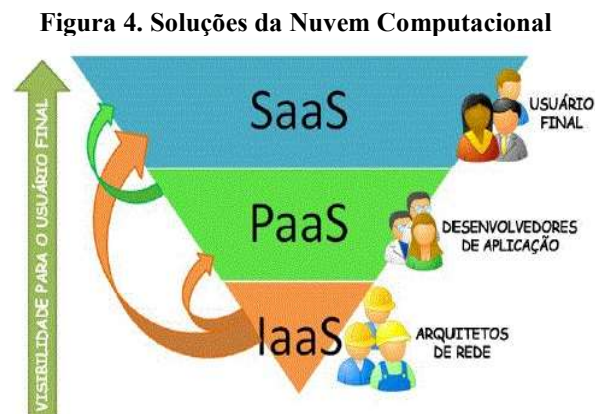 Figura 4. Soluções da Nuvem Computacional
VISIBILIDADE PARA O USUÁRIO FINAL
SaaS
USUÁRIO
FINAL
PaaS
DESENVOLVEDORES
DE APLICAÇÃO
IaaS
ARQUITETOS
DE REDE